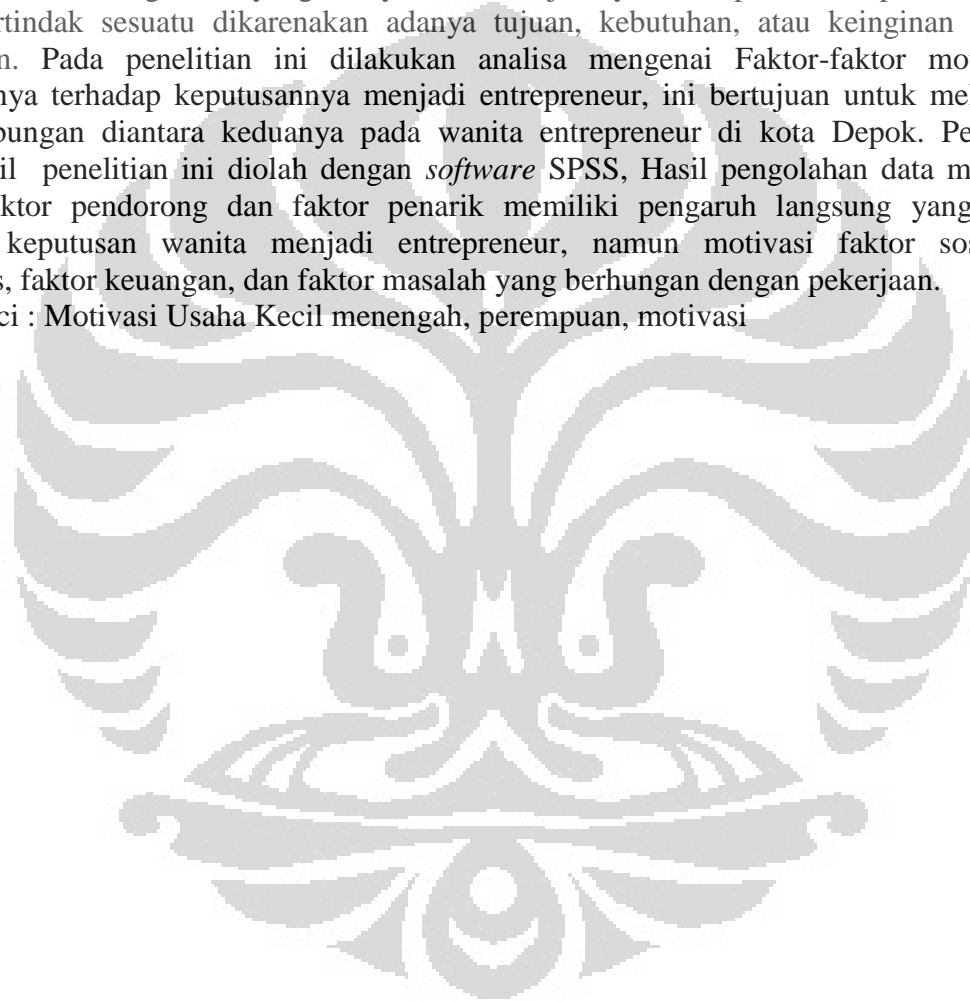 rtindak sesuatu dikarenakan adanya tujuan, kebutuhan, atau keinginan
n. Pada penelitian ini dilakukan analisa mengenai Faktor-faktor mo
nya terhadap keputusannya menjadi entrepreneur, ini bertujuan untuk me
bungan diantara keduanya pada wanita entrepreneur di kota Depok. Pe
il penelitian ini diolah dengan software SPSS, Hasil pengolahan data m
ktor pendorong dan faktor penarik memiliki pengaruh langsung yang
keputusan wanita menjadi entrepreneur, namun motivasi faktor sos
s, faktor keuangan, dan faktor masalah yang berhungan dengan pekerjaan.
ci : Motivasi Usaha Kecil menengah, perempuan, motivasi